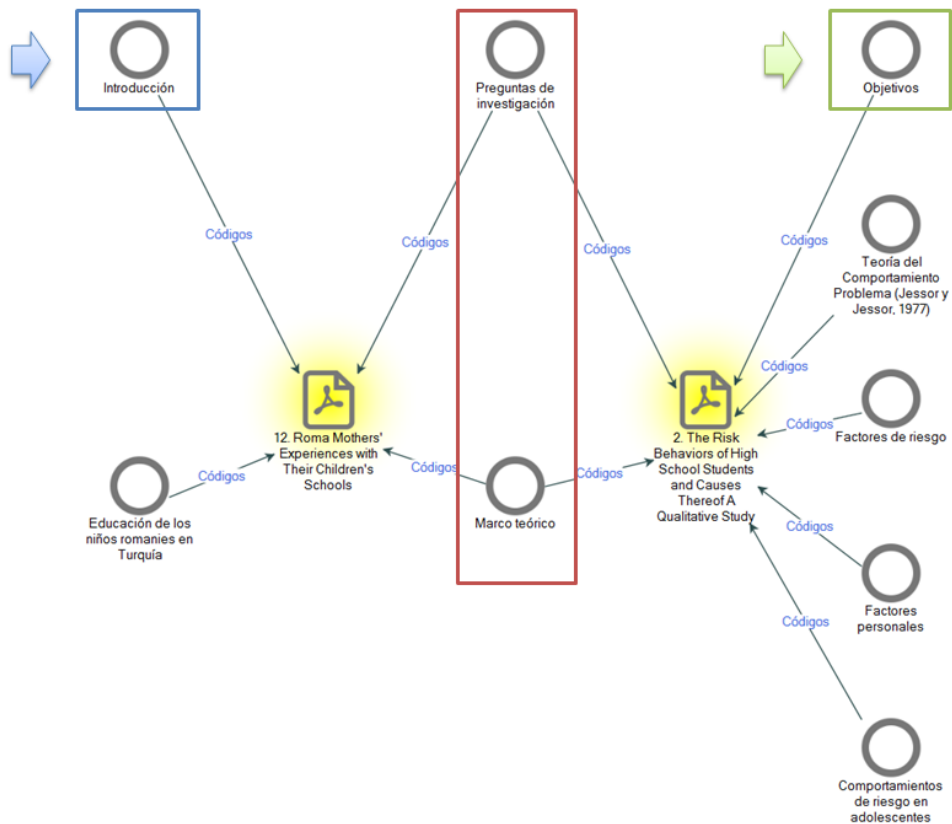 Introducción
Preguntas de
investigación
Objetivos
Códigos
Códigos
Códigos
Códigos
Teoría del
Comportamiento
Problema (Jessor y
Jessor, 1977)
Códigos
12. Roma Mothers'
Experiences with
Their Children's
Schools
2. The Risk
Behaviors of High
School Students
and Causes
Thereof A
Qualitative Study
Códigos
Factores de riesgo
Códigos
Códigos
Códigos
Educación de los
niños romanies en
Turquía
Marco teórico
Códigos
Factores
personales
Códigos
Comportamientos
de riesgo en
adolescentes